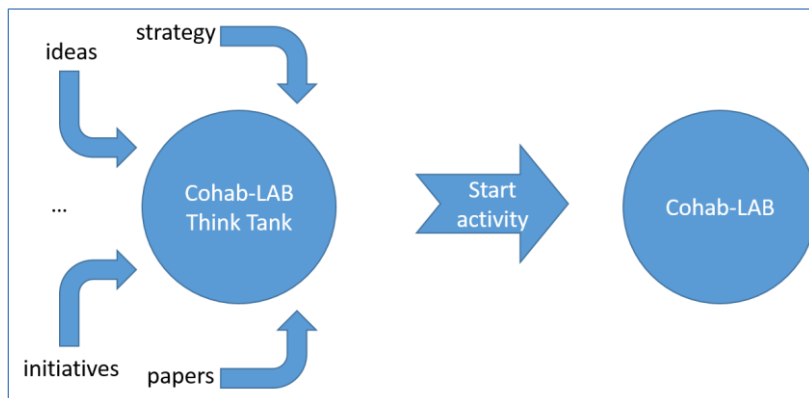 strategy
ideas
Cohab-LAB
Think Tank
...
initiatives
papers
Start
activity
Cohab-LAB